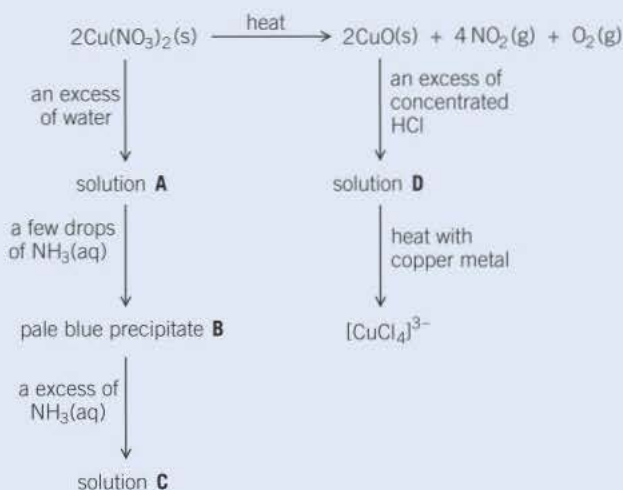 2Cu(NO₃)₂(s) heat 2CuO(s) + 4NO₂(g) + O₂(g)
an excess
of water
an excess of
concentrated
HCl
solution A
solution D
a few drops
of NH₃(aq)
heat with
copper metal
pale blue precipitate B
[CuCl₄]³⁻
a excess of
NH₃(aq)
solution C